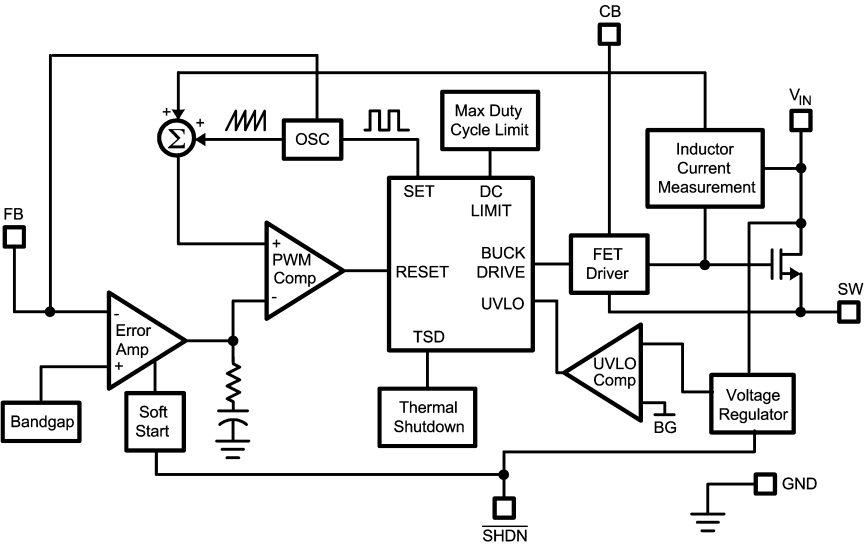 CB
V_IN
+
+
Σ
OSC
Max Duty
Cycle Limit
Inductor
Current
Measurement
SET
DC
LIMIT
FB
+
PWM
Comp
-
RESET
BUCK
DRIVE
FET
Driver
UVLO
SW
-
Error
Amp
+
TSD
UVLO
Comp
BG
Voltage
Regulator
Bandgap
Soft
Start
Thermal
Shutdown
GND
SHDN